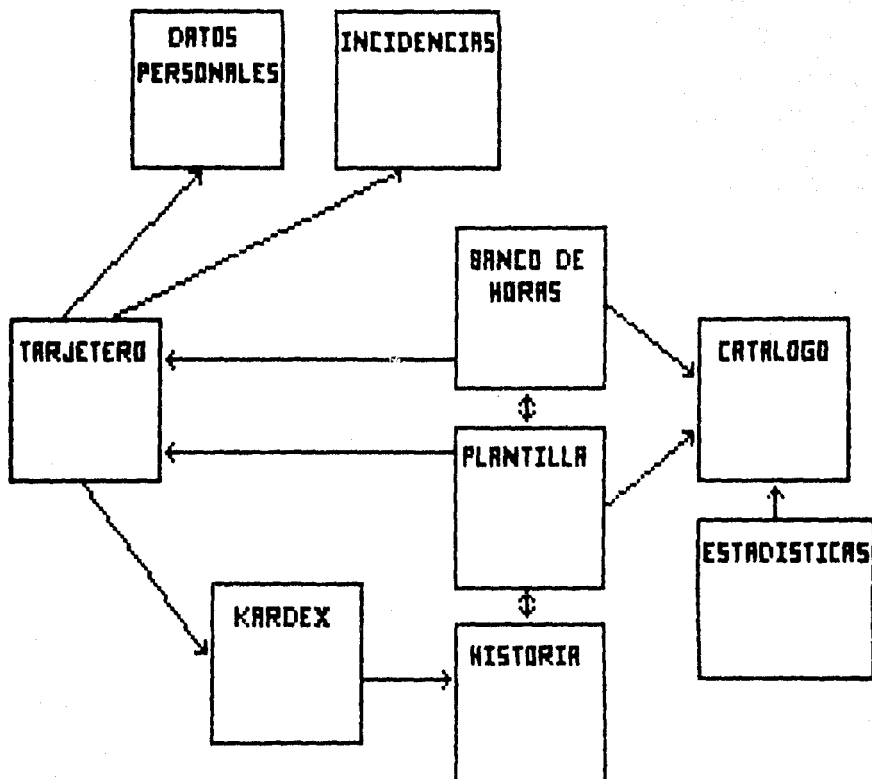 DATOS
PERSONALES
INCIDENCIAS
BANCO DE
HORAS
TARJETERO
CATALOGO
PLANTILLA
ESTADISTICAS
KARDEX
HISTORIA